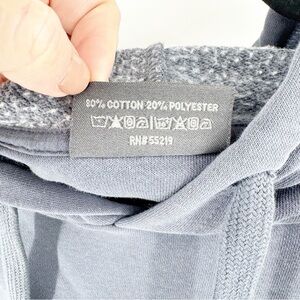 80% COTTON 20% POLYESTER
RN# 55219